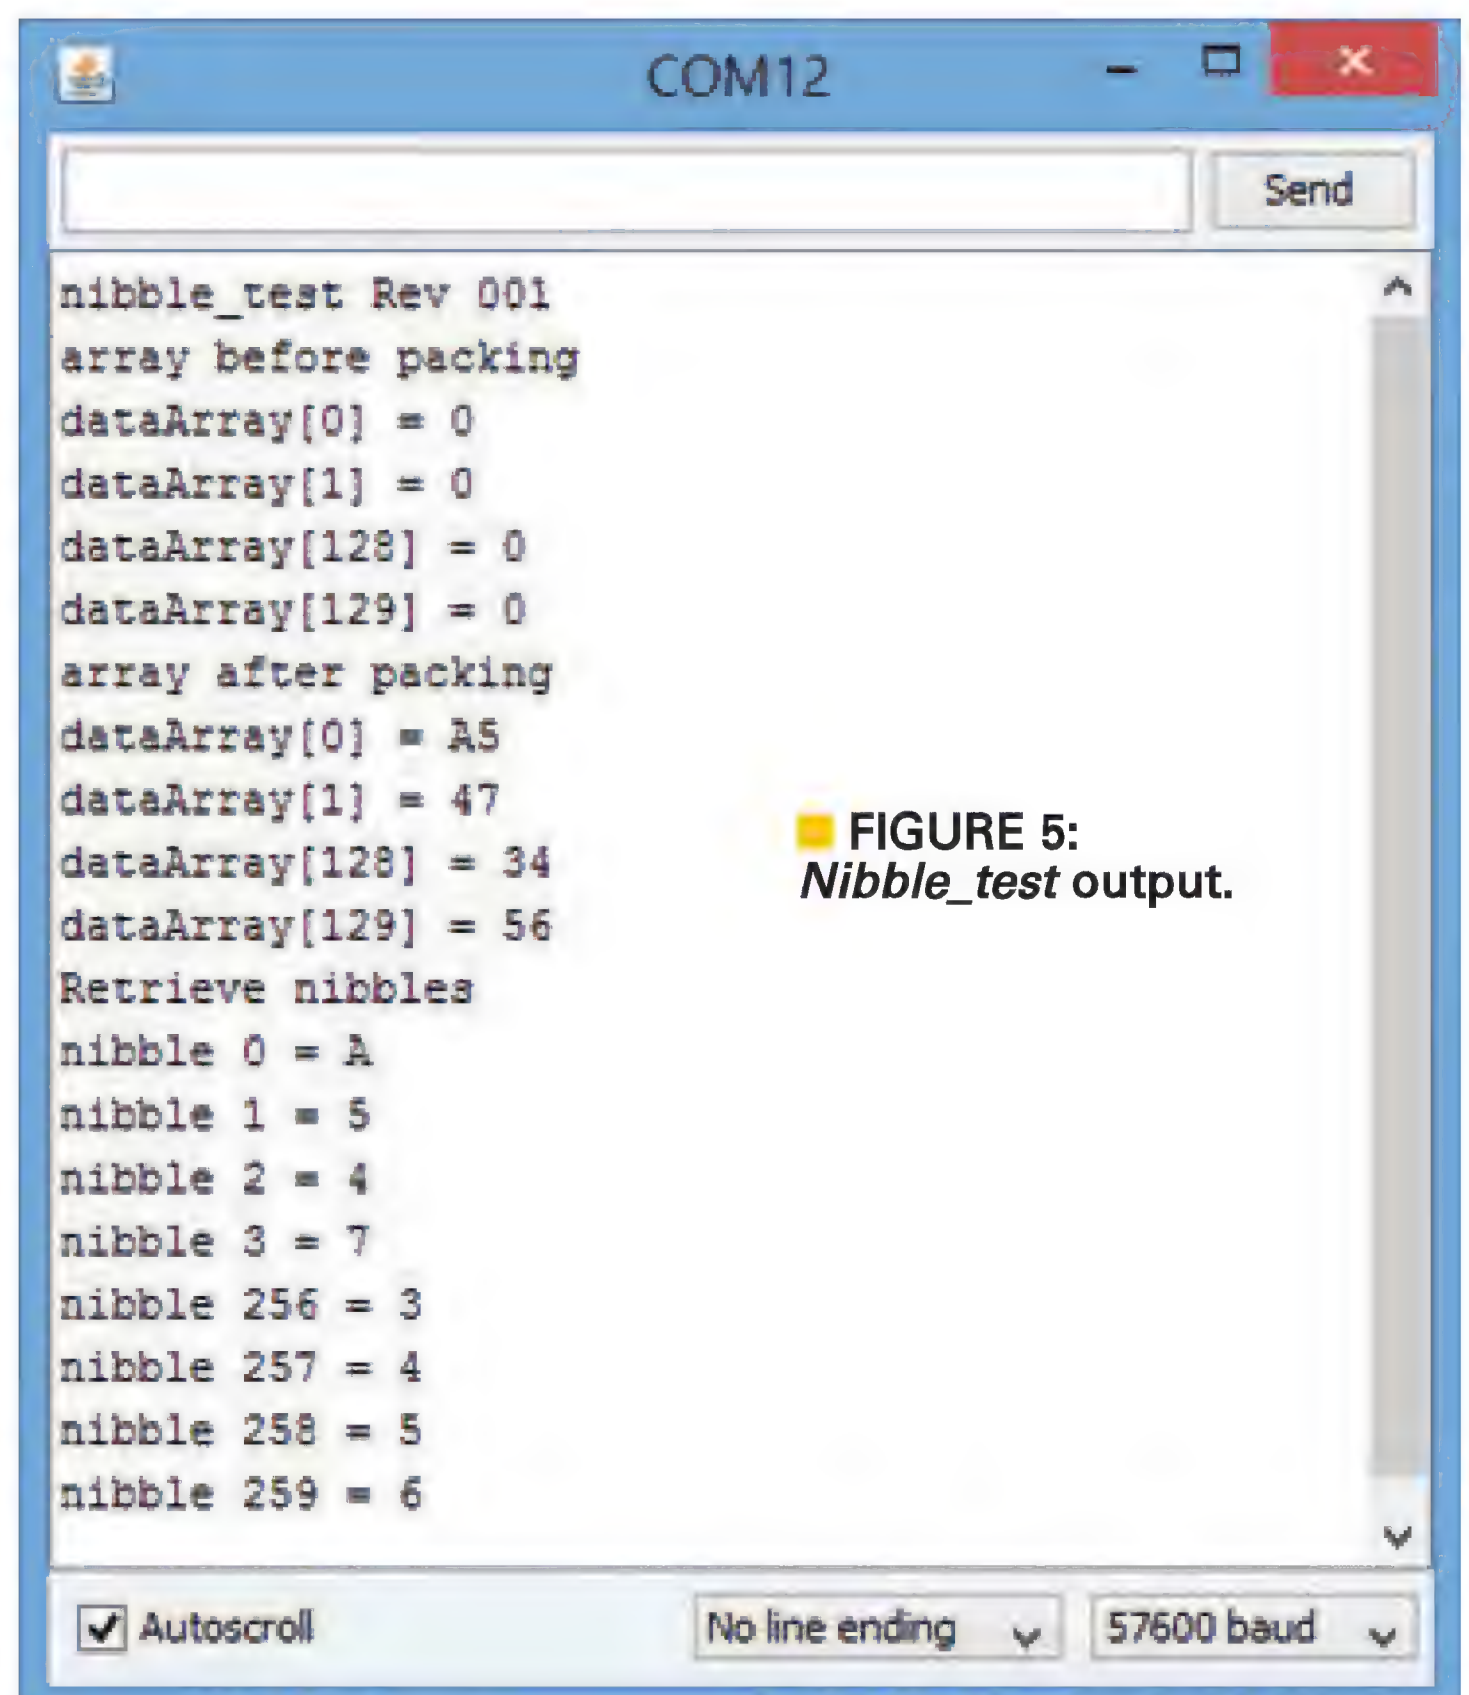 COM12
Send
nibble_test Rev 001
array before packing
dataArray[0] = 0
dataArray[1] = 0
dataArray[128] = 0
dataArray[129] = 0
array after packing
dataArray[0] = A5
dataArray[1] = 47
dataArray[128] = 34
dataArray[129] = 56
Retrieve nibbles
nibble 0 = A
nibble 1 = 5
nibble 2 = 4
nibble 3 = 7
nibble 256 = 3
nibble 257 = 4
nibble 258 = 5
nibble 259 = 6
FIGURE 5:
Nibble_test output.
Autoscroll
No line ending
57600 baud